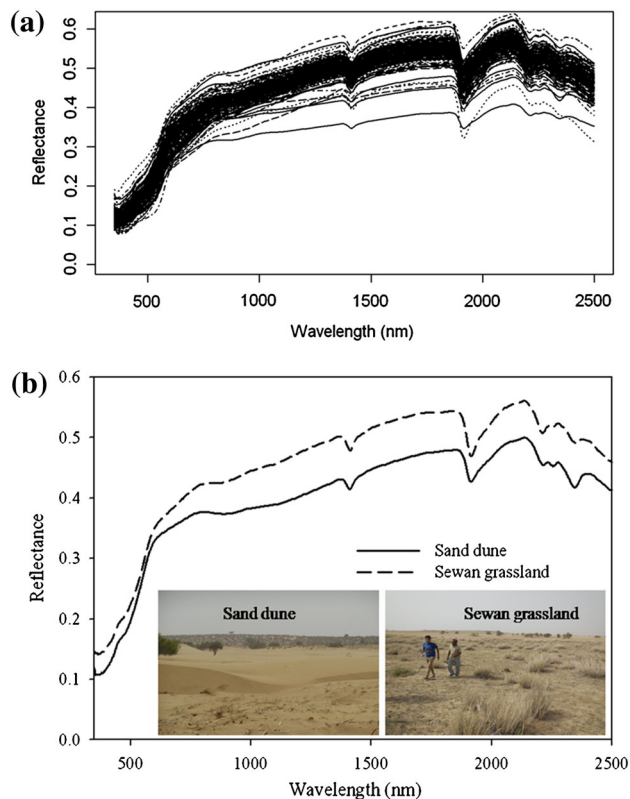 (a)
0.6
0.5
0.4
0.3
0.2
0.1
0.0
Reflectance
500 1000 1500 2000 2500
Wavelength (nm)
(b)
0.6
0.5
0.4
0.3
0.2
0.1
0.0
Reflectance
Sand dune
Sewan grassland
Sand dune
Sewan grassland
500 1000 1500 2000 2500
Wavelength (nm)